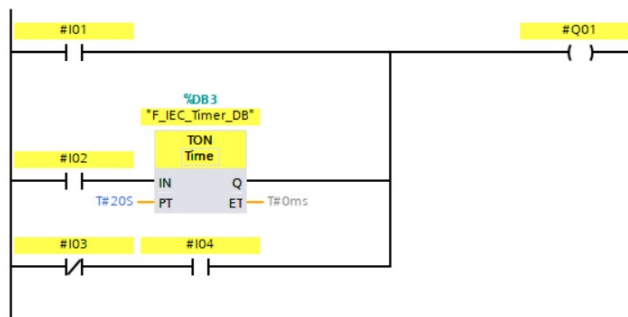 #I01
#Q01
%DB3
"F_IEC_Timer_DB"
TON
Time
#I02
IN Q
T#20S PT ET T#0ms
#I03 #I04